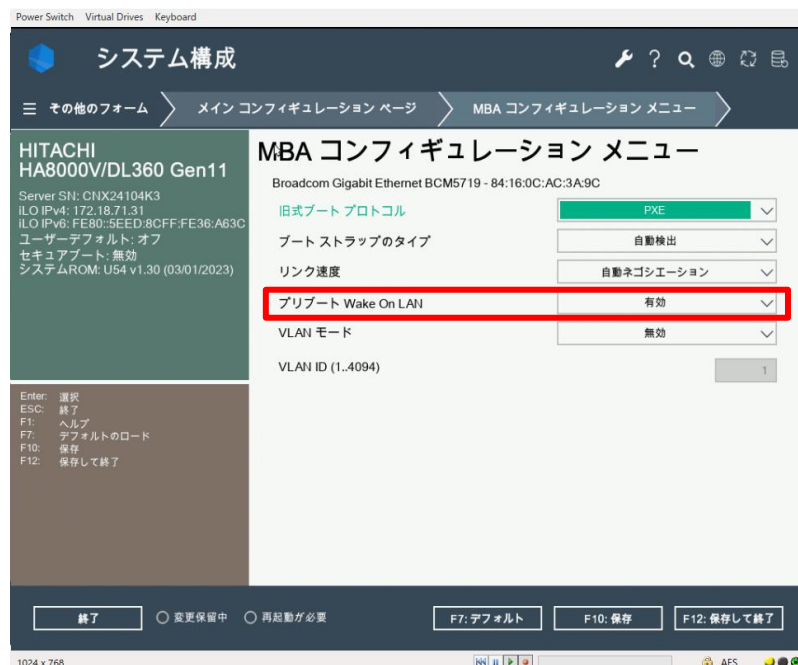 Power Switch Virtual Drives Keyboard
システム構成
その他のフォーム メイン コンフィギュレーション ページ MBA コンフィギュレーション メニュー
HITACHI
HA8000V/DL360 Gen11
Server SN: CNX24104K3
iLO IPv4: 172.18.71.31
iLO IPv6: FE80::5EED:8CFF:FE36:A63C
ユーザーデフォルト: オフ
セキュアブート: 無効
システムROM: U54 v1.30 (03/01/2023)
Enter: 選択
ESC: 終了
F1: ヘルプ
F7: デフォルトのロード
F10: 保存
F12: 保存して終了
MBA コンフィギュレーション メニュー
Broadcom Gigabit Ethernet BCM5719 - 84:16:0C:AC:3A:9C
旧式ブート プロトコル PXE
ブート ストラップのタイプ 自動検出
リンク速度 自動ネゴシエーション
プリブート Wake On LAN 有効
VLAN モード 無効
VLAN ID (1..4094) 1
終了 変更保留中 再起動が必要 F7: デフォルト F10: 保存 F12: 保存して終了
1024 x 768 AES